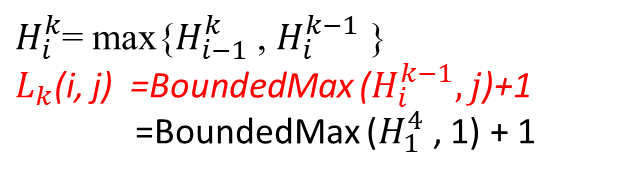 H_i^k= max{H_{i-1}^k , H_i^{k-1} }
L_k(i, j) =BoundedMax(H_i^{k-1}, j)+1
=BoundedMax(H_1^4 , 1) + 1